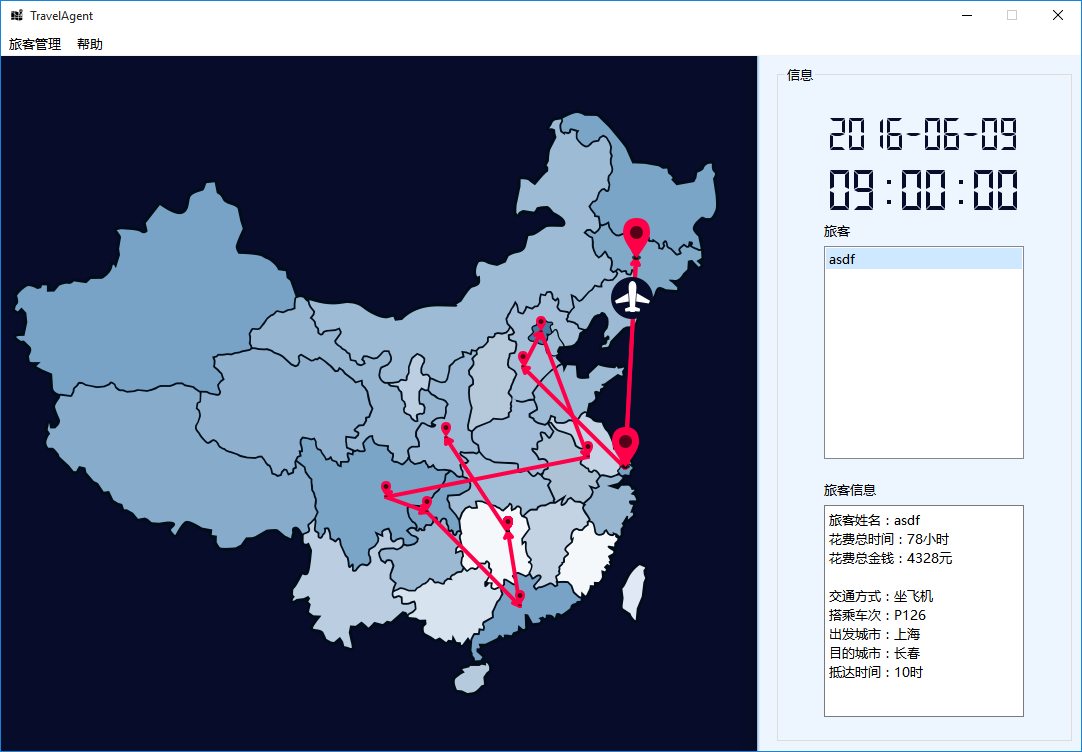 TravelAgent
旅客管理 帮助
信息
2016-06-09
09:00:00
旅客
asdf
旅客信息
旅客姓名：asdf
花费总时间：78小时
花费总金钱：4328元
交通方式：坐飞机
搭乘车次：P126
出发城市：上海
目的城市：长春
抵达时间：10时